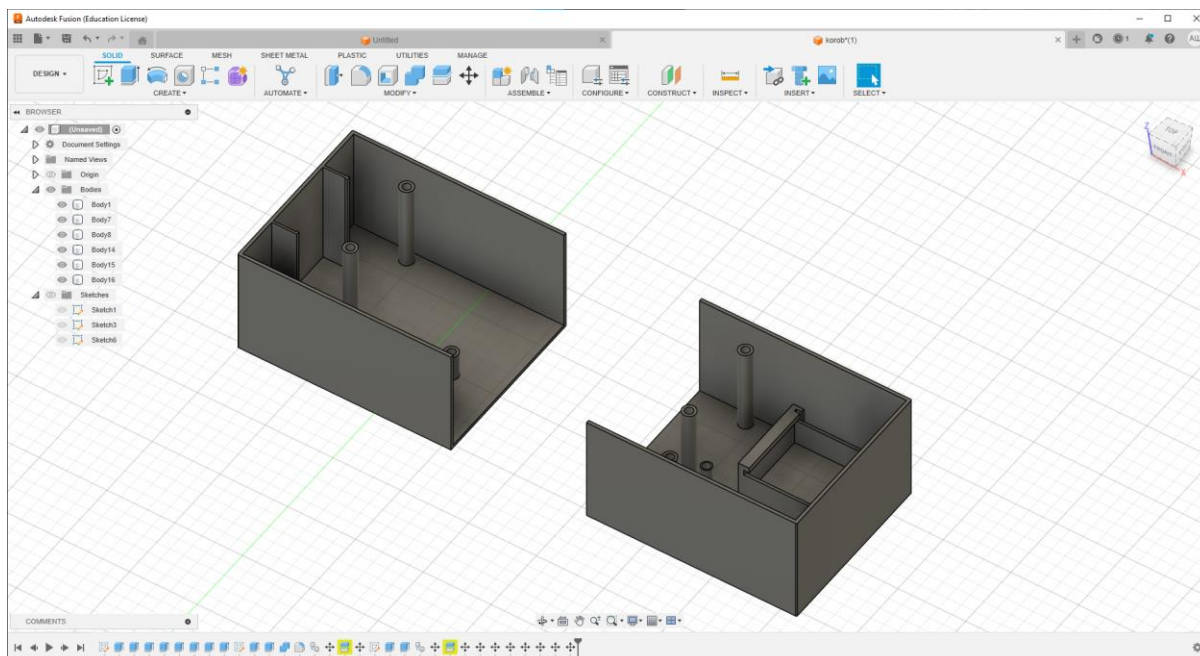 Autodesk Fusion (Education License)
Untitled
korob*(1)
1
SOLID SURFACE MESH SHEET METAL PLASTIC UTILITIES MANAGE
DESIGN
CREATE AUTOMATE MODIFY ASSEMBLE CONFIGURE CONSTRUCT INSPECT INSERT SELECT
BROWSER
(Unsaved)
Document Settings
Named Views
Origin
Bodies
Body1
Body7
Body8
Body14
Body15
Body16
Sketches
Sketch1
Sketch3
Sketch6
Z
TOP
FRONT
X
COMMENTS